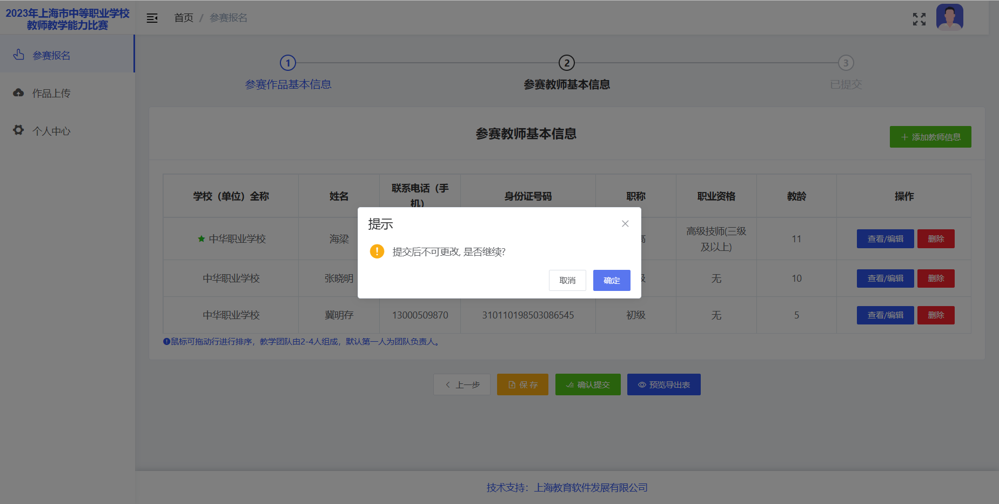 2023年上海市中等职业学校
教师教学能力比赛
首页 / 参赛报名
参赛报名
作品上传
个人中心
1 2 3
参赛作品基本信息 参赛教师基本信息 已提交
参赛教师基本信息
添加教师信息
学校（单位）全称 姓名 联系电话（手机） 身份证号码 职称 职业资格 教龄 操作
中华职业学校 海梁 高级技师(三级及以上) 11 查看/编辑 删除
中华职业学校 张晓明 无 10 查看/编辑 删除
中华职业学校 冀明存 13000509870 310110198503086545 初级 无 5 查看/编辑 删除
提示
提交后不可更改, 是否继续?
取消 确定
鼠标可拖动行进行排序，教学团队由2-4人组成，默认第一人为团队负责人。
上一步 保 存 确认提交 预览导出表
技术支持：上海教育软件发展有限公司